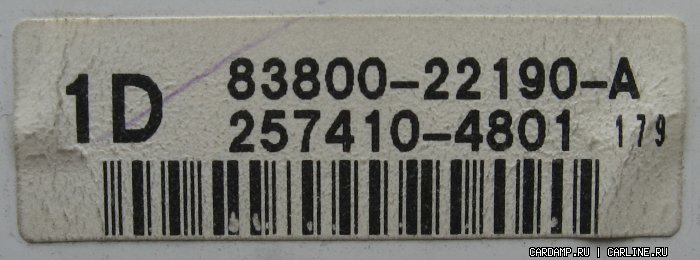 1D 83800-22190-A
257410-4801 179
CARDAMP.RU | CARLINE.RU